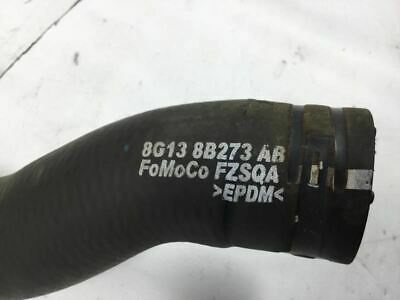 8G13 8B273 AB
FoMoCo FZSQA
>EPDM<